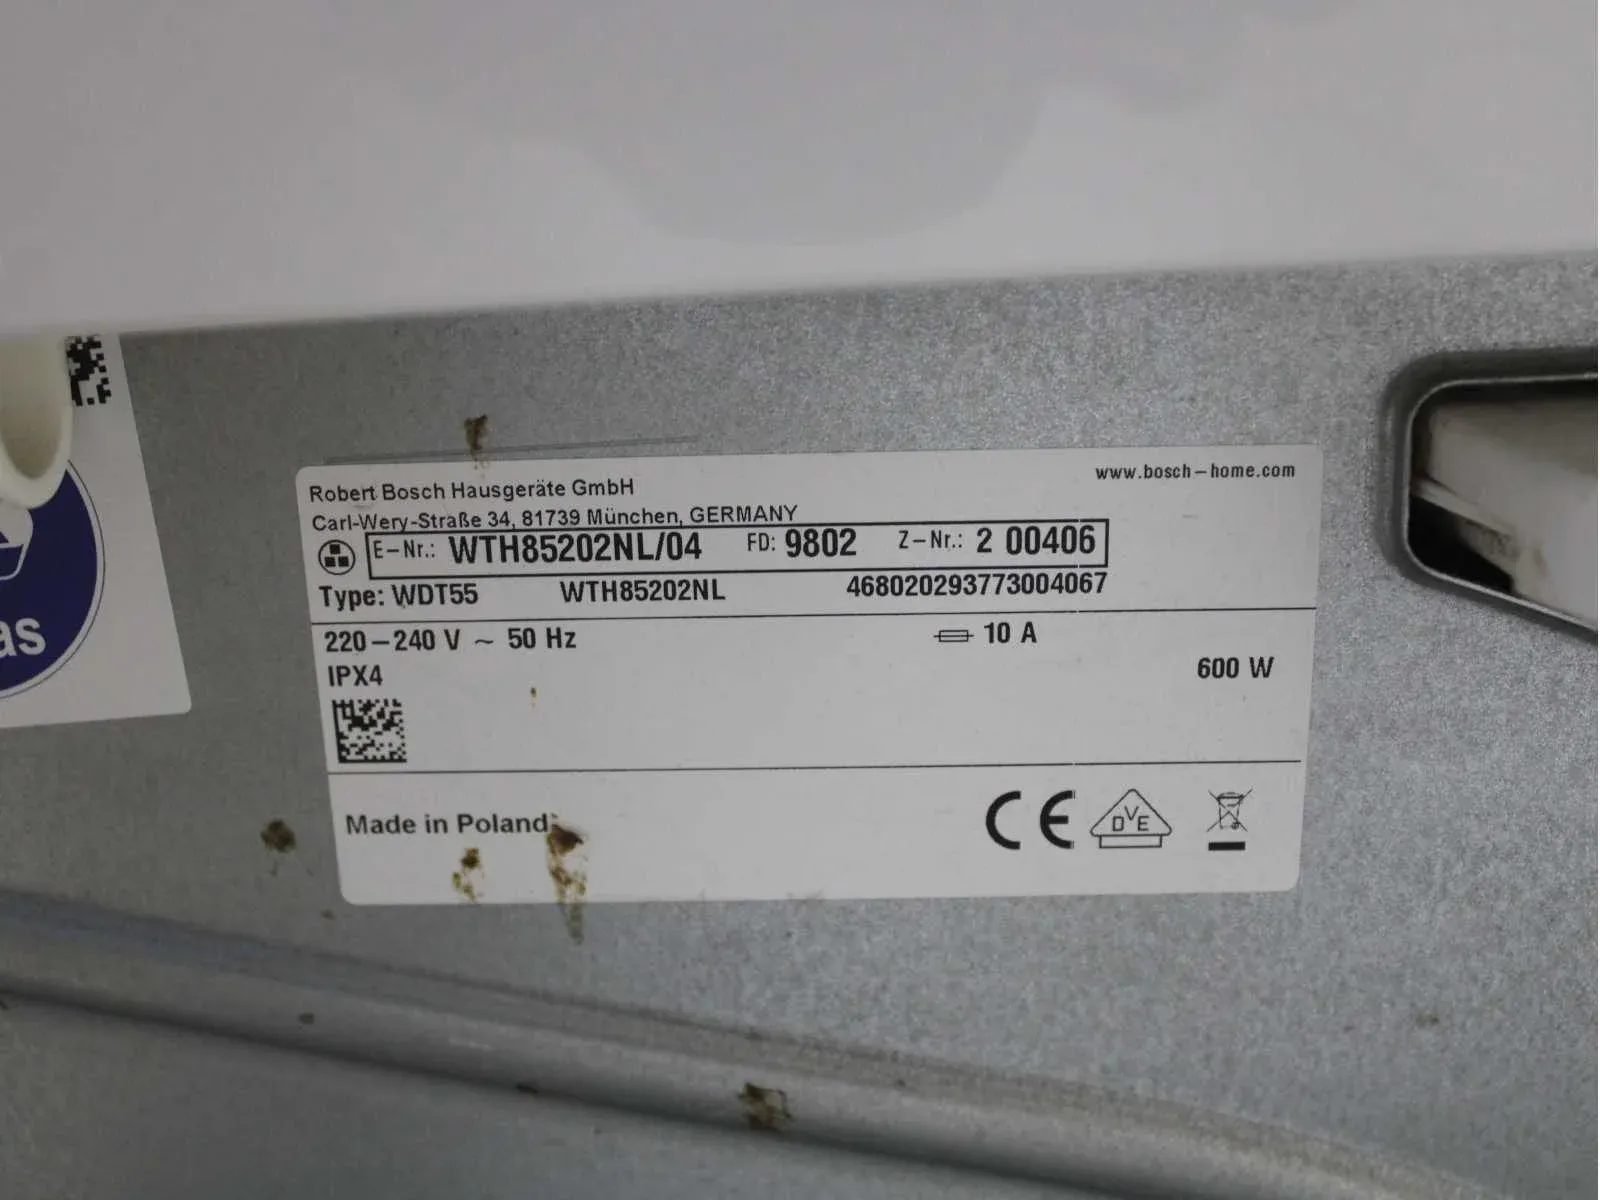 Robert Bosch Hausgeräte GmbH
www.bosch-home.com
Carl-Wery-Straße 34, 81739 München, GERMANY
E-Nr.: WTH85202NL/04 FD: 9802 Z-Nr.: 2 00406
Type: WDT55 WTH85202NL 468020293773004067
220-240 V ~ 50 Hz 10 A
IPX4 600 W
Made in Poland
CE DVE
as